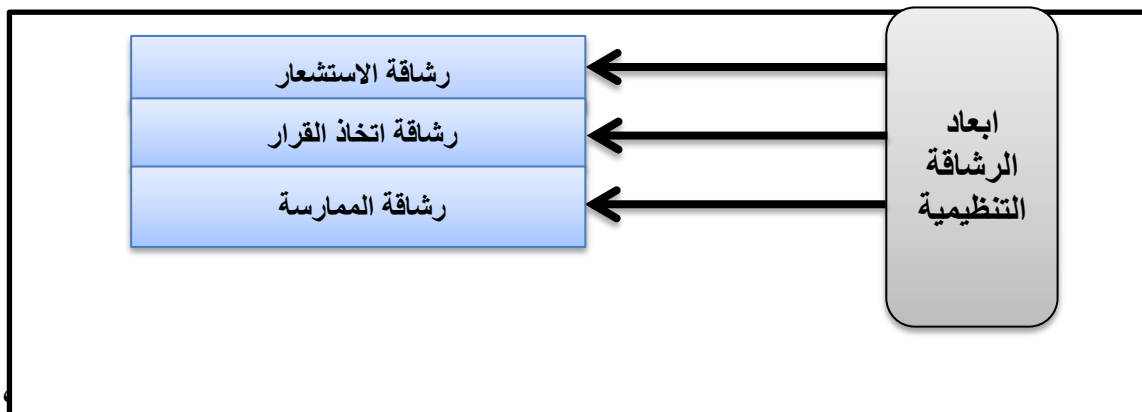 ابعاد
الرشاقة
التنظيمية
رشاقة الاستشعار
رشاقة اتخاذ القرار
رشاقة الممارسة